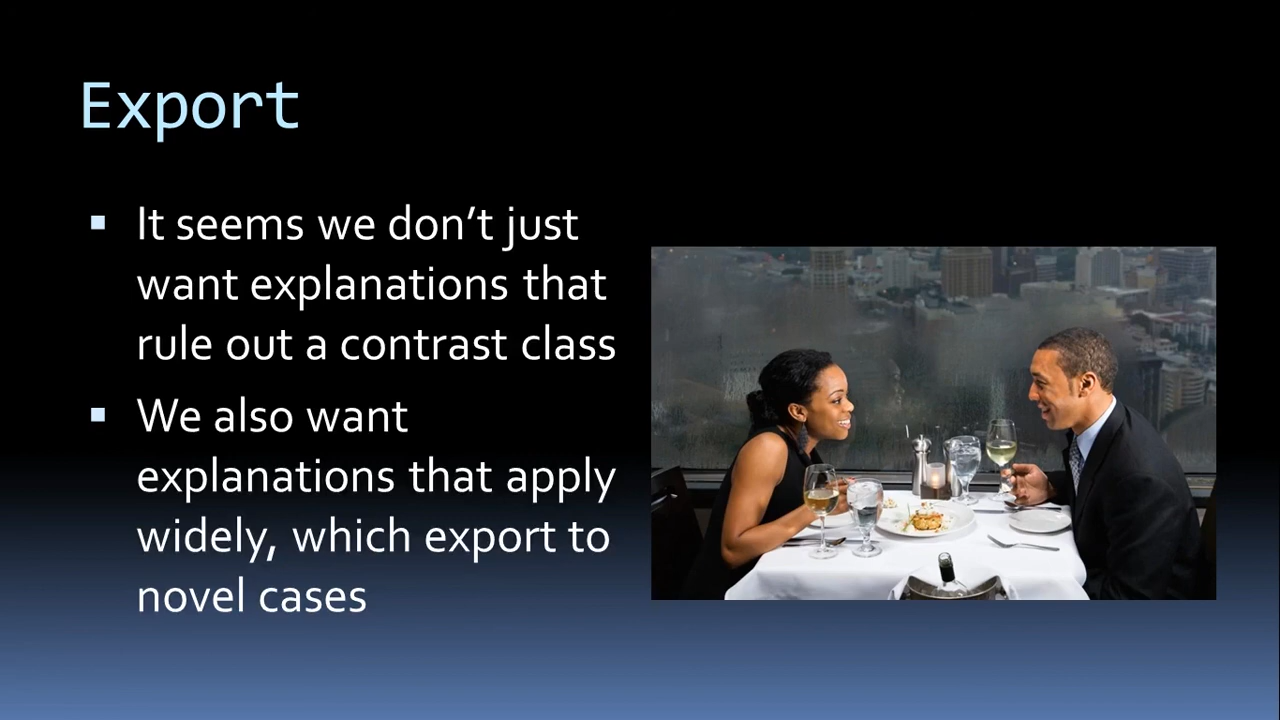 Export
It seems we don’t just
want explanations that
rule out a contrast class
We also want
explanations that apply
widely, which export to
novel cases